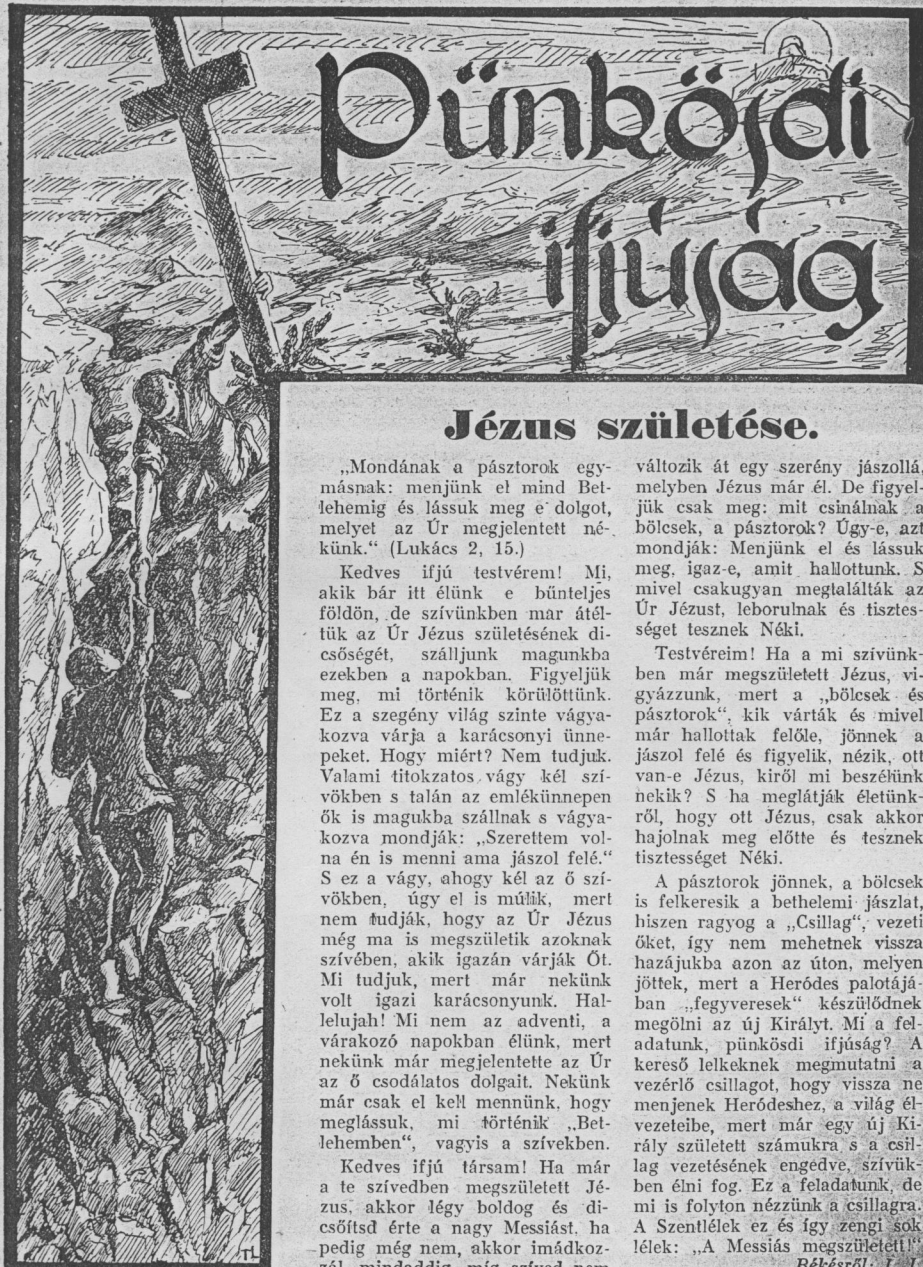 Pünkösdi
ifjúság
Jézus születése.
„Mondának a pásztorok egy-
másnak: menjünk el mind Bet-
lehemig és lássuk meg e dolgot,
melyet az Úr megjelentett né-
künk.“ (Lukács 2, 15.)
Kedves ifjú testvérem! Mi,
akik bár itt élünk e bünteljes
földön, de szívünkben mar átél-
tük az Úr Jézus születésének di-
csőségét, szálljunk magunkba
ezekben a napokban. Figyeljük
meg, mi történik körülöttünk.
Ez a szegény világ szinte vágya-
kozva várja a karácsonyi ünne-
peket. Hogy miért? Nem tudjuk.
Valami titokzatos vágy kél szí-
vökben s talán az emlékünnepen
ők is magukba szállnak s vágya-
kozva mondják: „Szerettem vol-
na én is menni ama jászol felé.“
S ez a vágy, ahogy kél az ő szí-
vökben, úgy el is múlik, mert
nem tudják, hogy az Úr Jézus
még ma is megszületik azoknak
szívében, akik igazán várják Őt.
Mi tudjuk, mert már nekünk
volt igazi karácsonyunk. Hal-
lelujah! Mi nem az adventi, a
várakozó napokban élünk, mert
nekünk már megjelentette az Úr
az ő csodálatos dolgait. Nekünk
már csak el kell mennünk, hogy
meglássuk, mi történik „Bet-
lehemben“, vagyis a szívekben.
Kedves ifjú társam! Ha már
a te szívedben megszületett Jé-
zus, akkor légy boldog és di-
csőítsd érte a nagy Messiást, ha
pedig még nem, akkor imádkoz-
zál mindaddig, míg szíved nem
változik át egy szerény jászollá,
melyben Jézus már él. De figyel-
jük csak meg: mit csinálnak a
bölcsek, a pásztorok? Úgy-e, azt
mondják: Menjünk el és lássuk
meg, igaz-e, amit hallottunk. S
mivel csakugyan megtalálták az
Úr Jézust, leborulnak és tisztes-
séget tesznek Néki.
Testvéreim! Ha a mi szívünk-
ben már megszületett Jézus, vi-
gyázzunk, mert a „bölcsek és
pásztorok“, kik várták és mivel
már hallottak felőle, jönnek a
jászol felé és figyelik, nézik, ott
van-e Jézus, kiről mi beszélünk
nekik? S ha meglátják életünk-
ről, hogy ott Jézus, csak akkor
hajolnak meg előtte és tesznek
tisztességet Néki.
A pásztorok jönnek, a bölcsek
is felkeresik a bethelemi jászlat,
hiszen ragyog a „Csillag“, vezeti
őket, így nem mehetnek vissza
hazájukba azon az úton, melyen
jöttek, mert a Heródes palotájá-
ban „fegyveresek“ készülődnek
megölni az új Királyt. Mi a fel-
adatunk, pünkösdi ifjúság? A
kereső lelkeknek megmutatni a
vezérlő csillagot, hogy vissza ne
menjenek Heródeshez, a világ él-
vezeteibe, mert már egy új Ki-
rály született számukra s a csil-
lag vezetésének engedve, szívük-
ben élni fog. Ez a feladatunk, de
mi is folyton nézzünk a csillagra.
A Szentlélek ez és így zengi sok
lélek: „A Messiás megszületett!“
Békésről: J. J.
TL